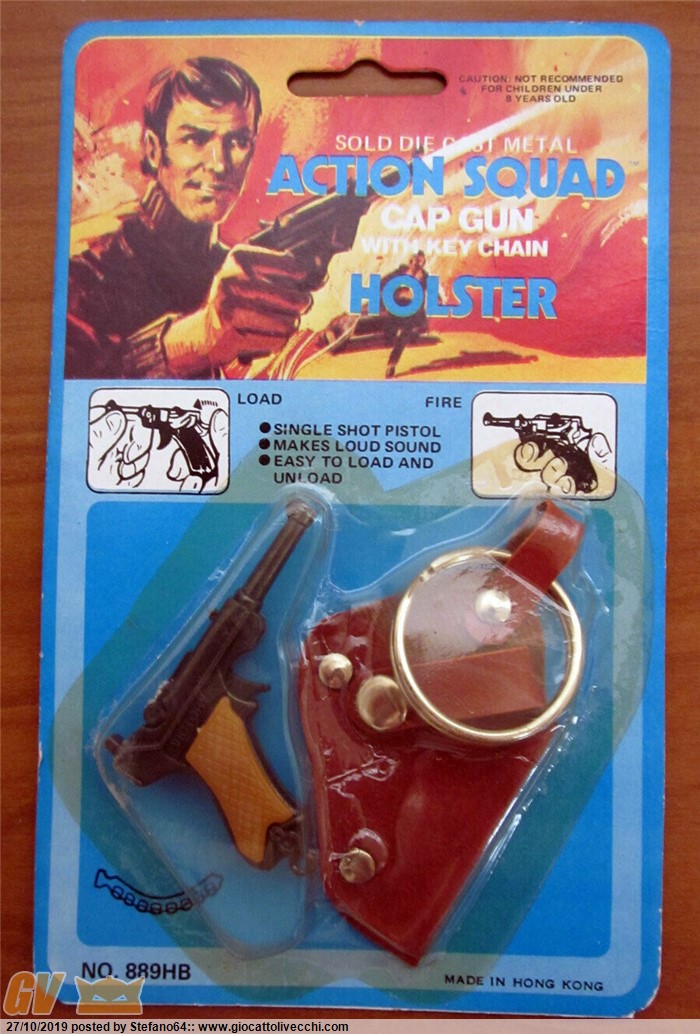 CAUTION: NOT RECOMMENDED
FOR CHILDREN UNDER
8 YEARS OLD
SOLD DIE CAST METAL
ACTION SQUAD™
CAP GUN
WITH KEY CHAIN
HOLSTER
LOAD
FIRE
● SINGLE SHOT PISTOL
● MAKES LOUD SOUND
● EASY TO LOAD AND
UNLOAD
NO. 889HB
MADE IN HONG KONG
GV
27/10/2019 posted by Stefano64:: www.giocattolivecchi.com